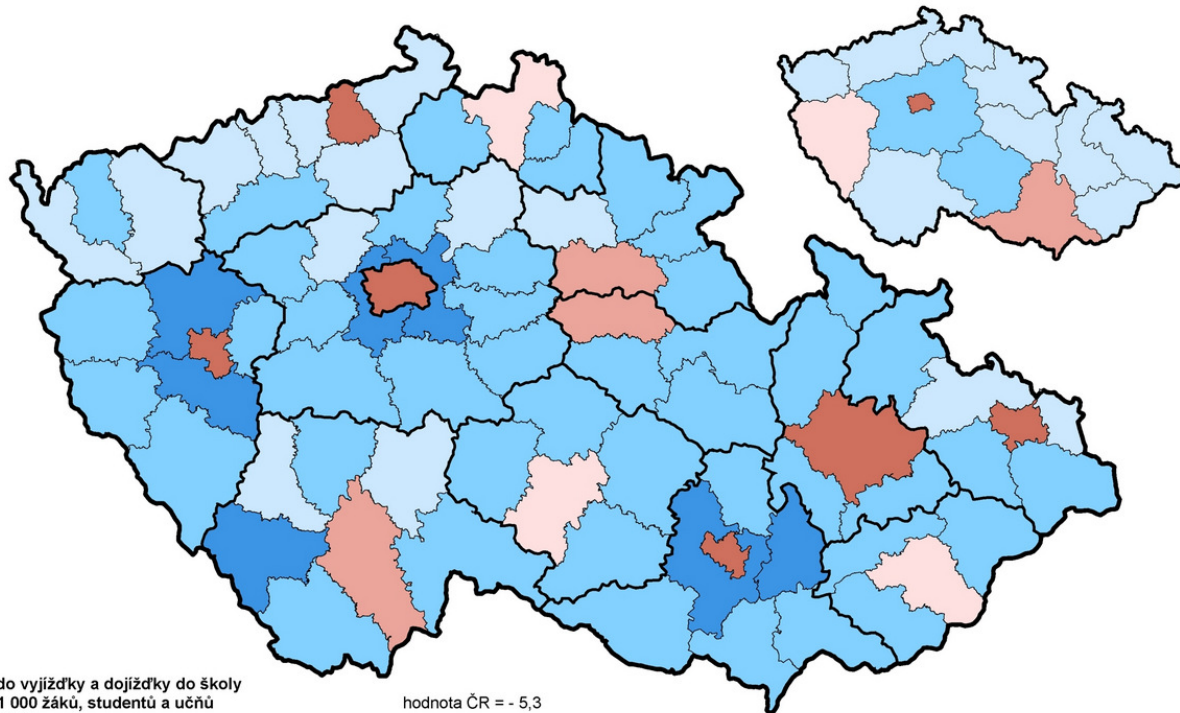 do vyjížďky a dojížďky do školy
1 000 žáků, studentů a učňů
hodnota ČR = - 5,3